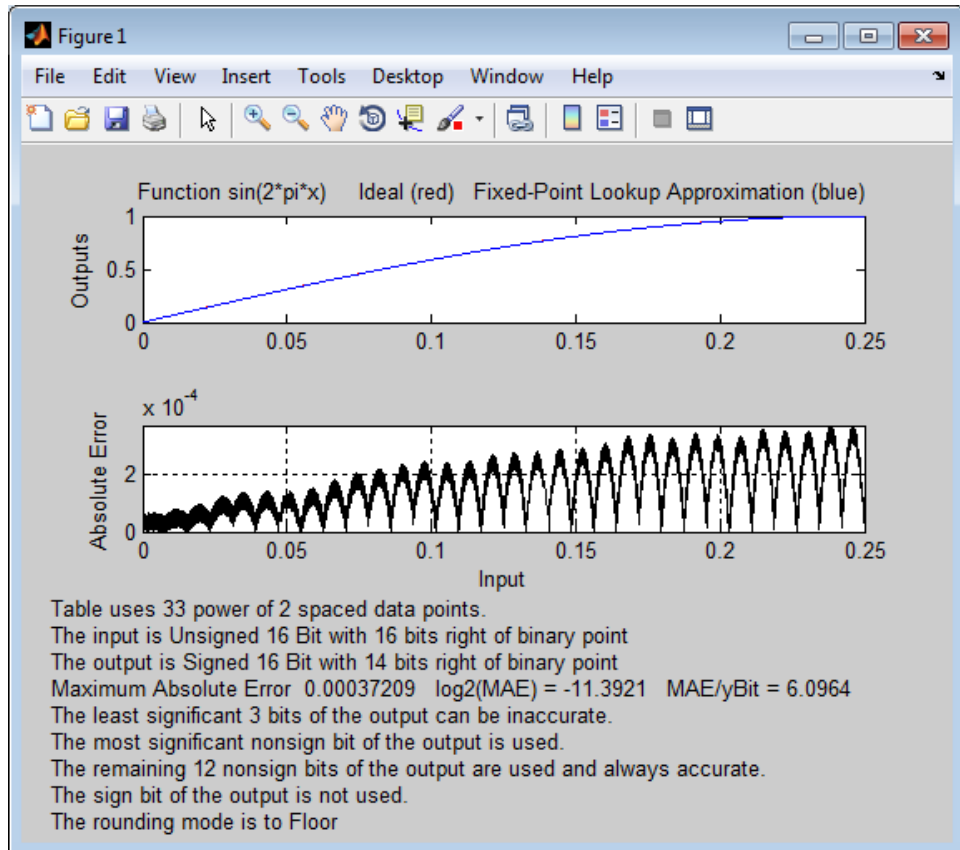 Figure 1
File Edit View Insert Tools Desktop Window Help
Function sin(2*pi*x) Ideal (red) Fixed-Point Lookup Approximation (blue)
Outputs
1
0.5
0
0 0.05 0.1 0.15 0.2 0.25
x 10^-4
Absolute Error
2
0
0 0.05 0.1 0.15 0.2 0.25
Input
Table uses 33 power of 2 spaced data points.
The input is Unsigned 16 Bit with 16 bits right of binary point
The output is Signed 16 Bit with 14 bits right of binary point
Maximum Absolute Error 0.00037209 log2(MAE) = -11.3921 MAE/yBit = 6.0964
The least significant 3 bits of the output can be inaccurate.
The most significant nonsign bit of the output is used.
The remaining 12 nonsign bits of the output are used and always accurate.
The sign bit of the output is not used.
The rounding mode is to Floor